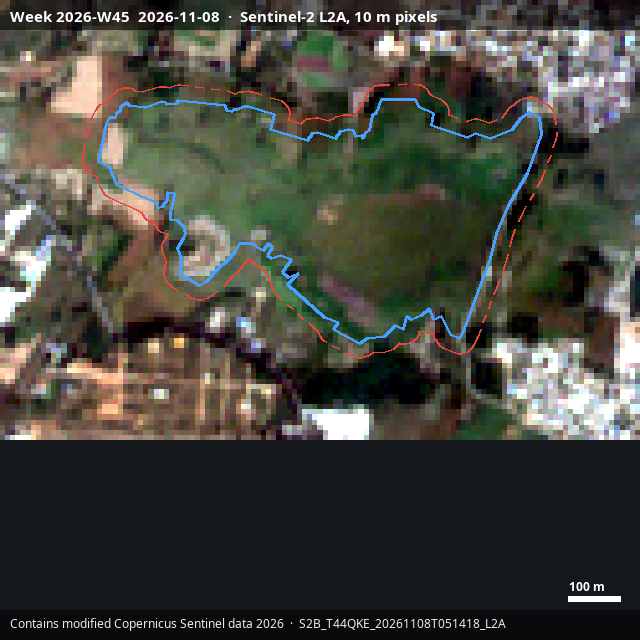 Week 2026-W45  2026-11-08  ·  Sentinel-2 L2A, 10 m pixels
100 m
Contains modified Copernicus Sentinel data 2026  ·  S2B_T44QKE_20261108T051418_L2A